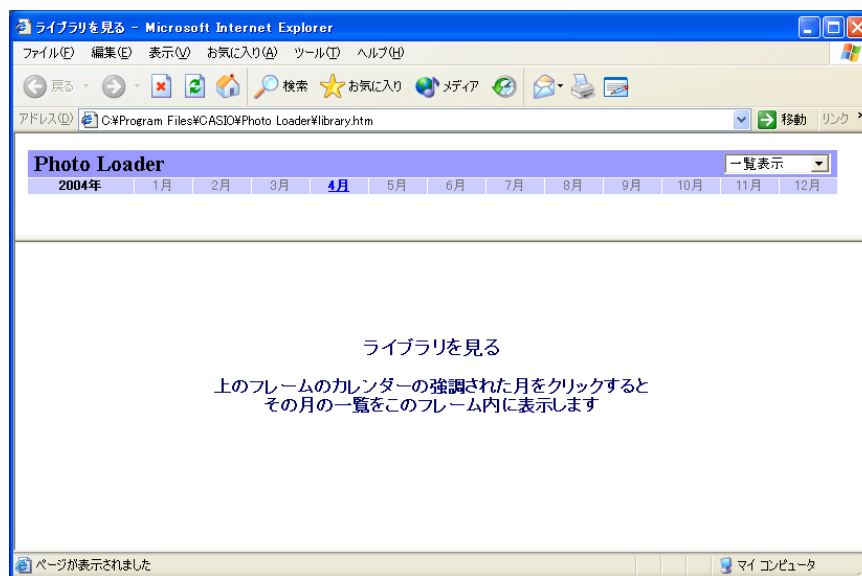 ライブラリを見る - Microsoft Internet Explorer
ファイル(F) 編集(E) 表示(V) お気に入り(A) ツール(T) ヘルプ(H)
戻る 検索 お気に入り メディア
アドレス(D) C:¥Program Files¥CASIO¥Photo Loader¥library.htm 移動 リンク
Photo Loader 一覧表示
2004年 1月 2月 3月 4月 5月 6月 7月 8月 9月 10月 11月 12月
ライブラリを見る
上のフレームのカレンダーの強調された月をクリックすると
その月の一覧をこのフレーム内に表示します
ページが表示されました マイ コンピュータ